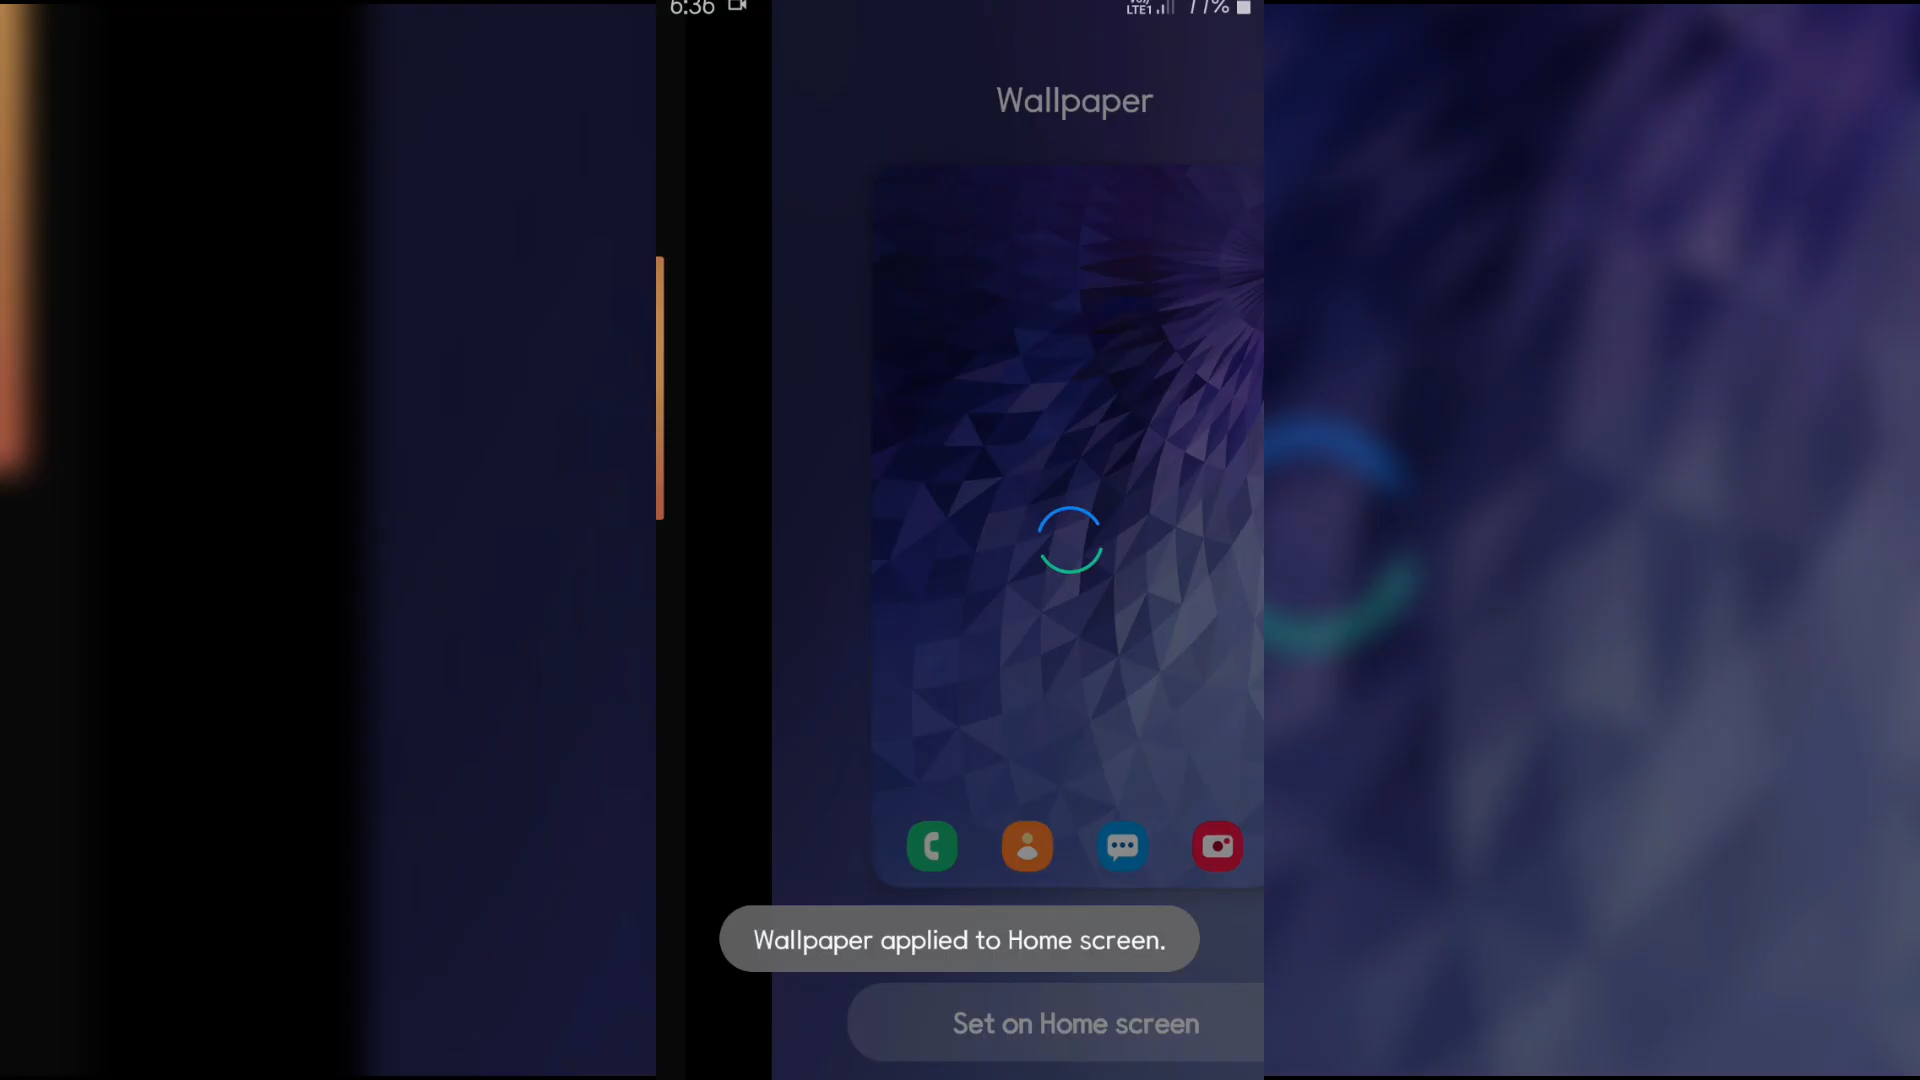 6:36
LTE1 77%
Wallpaper
Wallpaper applied to Home screen.
Set on Home screen